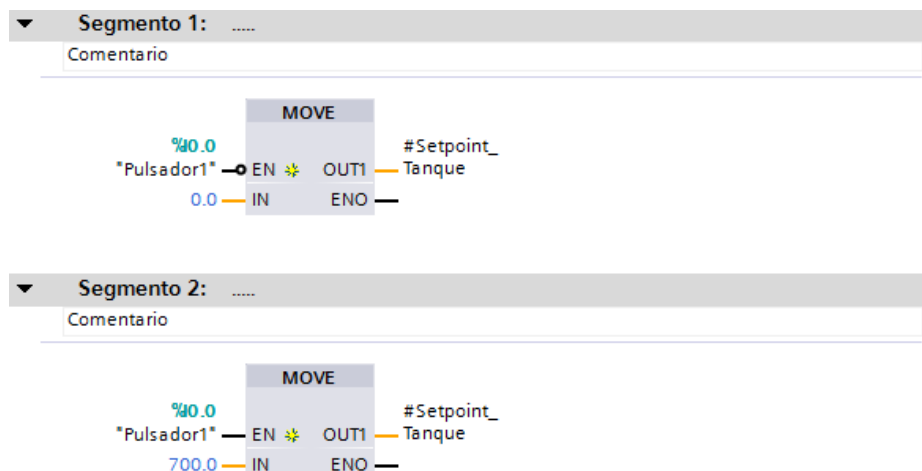 Segmento 1: .....
Comentario
MOVE
%I0.0
"Pulsador1" EN OUT1 #Setpoint_
Tanque
0.0 IN ENO
Segmento 2: .....
Comentario
MOVE
%I0.0
"Pulsador1" EN OUT1 #Setpoint_
Tanque
700.0 IN ENO